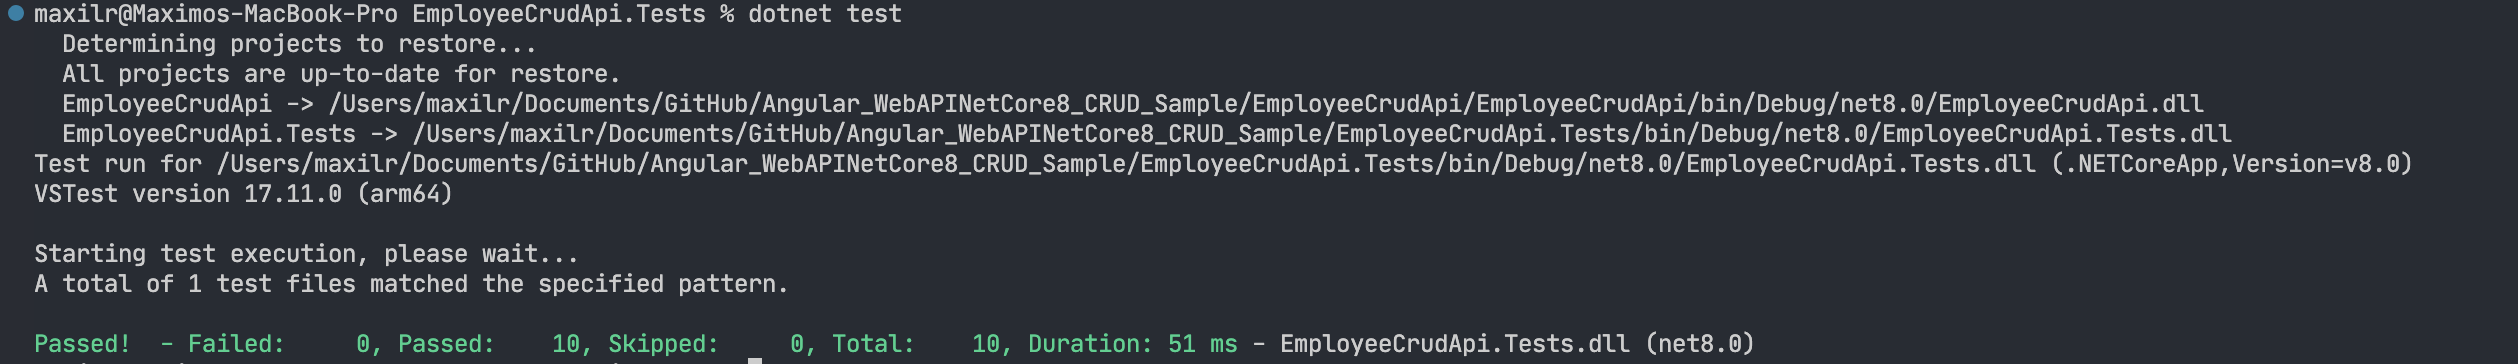 maxilr@Maximos-MacBook-Pro EmployeeCrudApi.Tests % dotnet test
Determining projects to restore...
All projects are up-to-date for restore.
EmployeeCrudApi -> /Users/maxilr/Documents/GitHub/Angular_WebAPINetCore8_CRUD_Sample/EmployeeCrudApi/EmployeeCrudApi/bin/Debug/net8.0/EmployeeCrudApi.dll
EmployeeCrudApi.Tests -> /Users/maxilr/Documents/GitHub/Angular_WebAPINetCore8_CRUD_Sample/EmployeeCrudApi.Tests/bin/Debug/net8.0/EmployeeCrudApi.Tests.dll
Test run for /Users/maxilr/Documents/GitHub/Angular_WebAPINetCore8_CRUD_Sample/EmployeeCrudApi.Tests/bin/Debug/net8.0/EmployeeCrudApi.Tests.dll (.NETCoreApp,Version=v8.0)
VSTest version 17.11.0 (arm64)
Starting test execution, please wait...
A total of 1 test files matched the specified pattern.
Passed!  - Failed:     0, Passed:    10, Skipped:     0, Total:    10, Duration: 51 ms - EmployeeCrudApi.Tests.dll (net8.0)